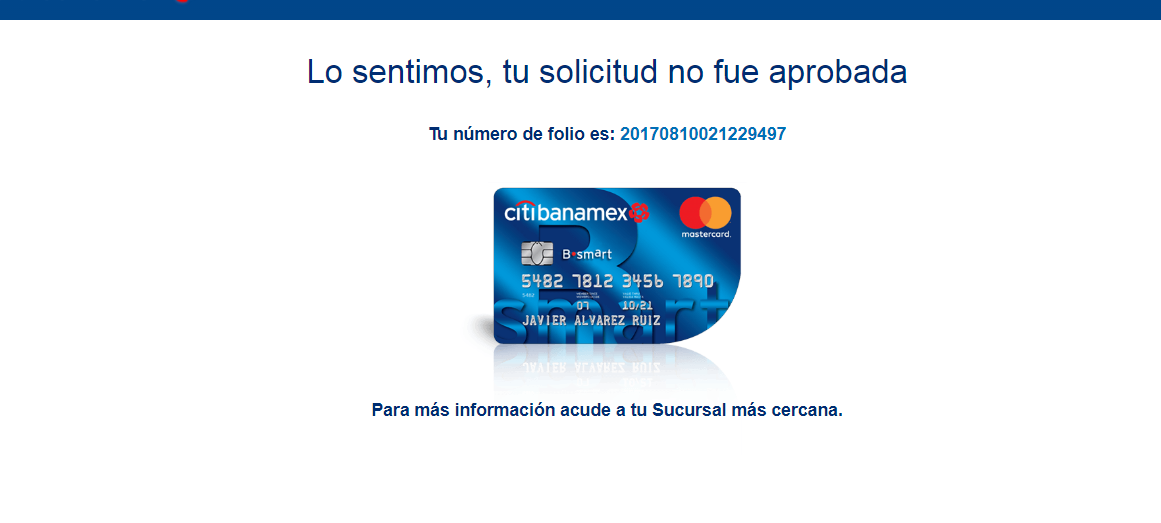 Lo sentimos, tu solicitud no fue aprobada
Tu número de folio es: 20170810021229497
citibanamex
mastercard.
B smart
5482 7812 3456 7890
5482
07 10/21
JAVIER ALVAREZ RUIZ
smart
Para más información acude a tu Sucursal más cercana.